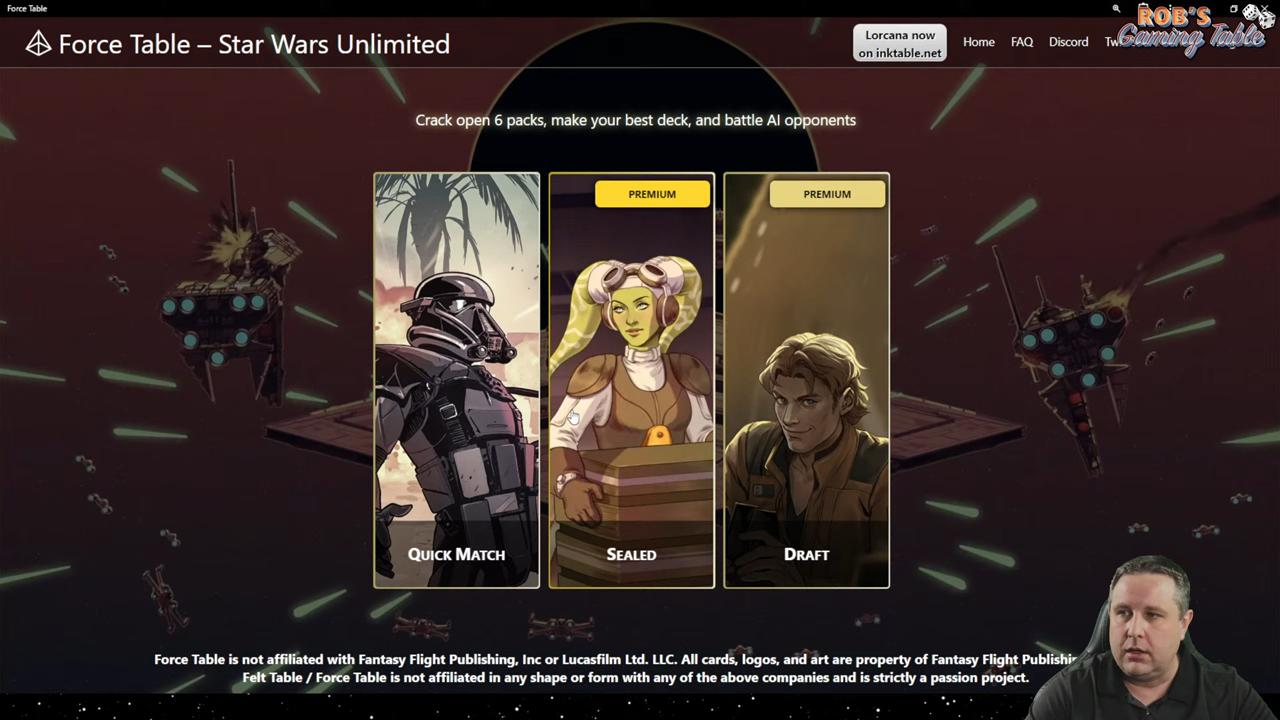 Force Table
Force Table – Star Wars Unlimited
Lorcana now
on inktable.net
Home
FAQ
Discord
Tw
ROB'S
Gaming Table
Crack open 6 packs, make your best deck, and battle AI opponents
PREMIUM
PREMIUM
QUICK MATCH
SEALED
DRAFT
Force Table is not affiliated with Fantasy Flight Publishing, Inc or Lucasfilm Ltd. LLC. All cards, logos, and art are property of Fantasy Flight Publishin
Felt Table / Force Table is not affiliated in any shape or form with any of the above companies and is strictly a passion project.